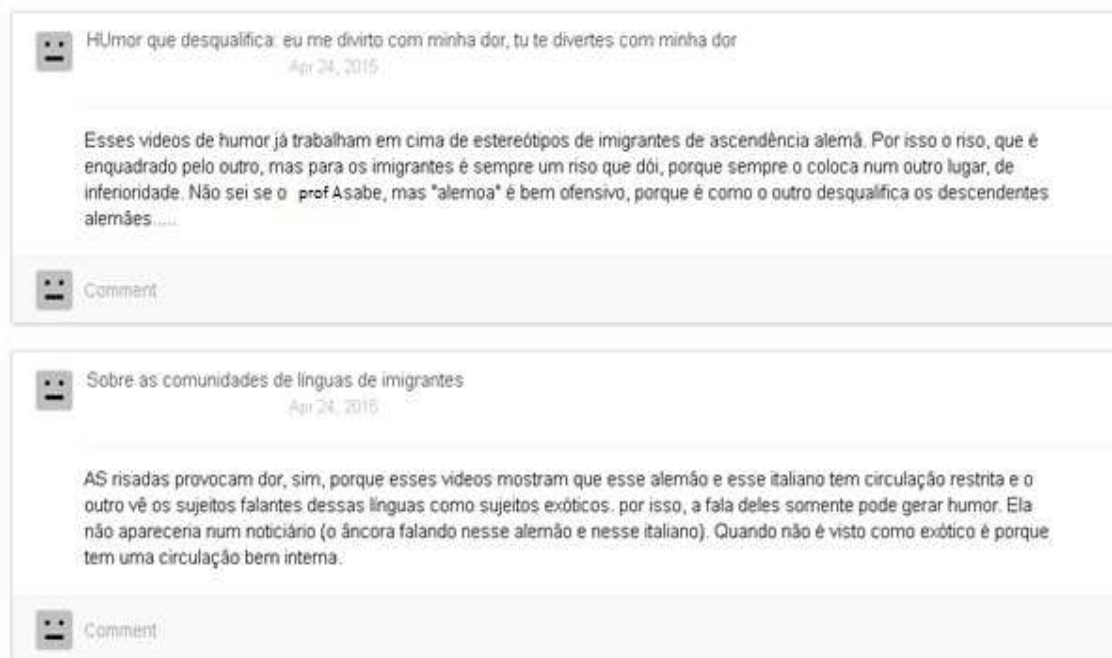 HUmor que desqualifica: eu me divirto com minha dor, tu te divertes com minha dor
Apr 24, 2015
Esses videos de humor já trabalham em cima de estereótipos de imigrantes de ascendência alemã. Por isso o riso, que é
enquadrado pelo outro, mas para os imigrantes é sempre um riso que dói, porque sempre o coloca num outro lugar, de
inferioridade. Não sei se o prof A sabe, mas "alemoa" é bem ofensivo, porque é como o outro desqualifica os descendentes
alemães.....
Comment
Sobre as comunidades de línguas de imigrantes
Apr 24, 2015
AS risadas provocam dor, sim, porque esses videos mostram que esse alemão e esse italiano tem circulação restrita e o
outro vê os sujeitos falantes dessas línguas como sujeitos exóticos. por isso, a fala deles somente pode gerar humor. Ela
não apareceria num noticiário (o âncora falando nesse alemão e nesse italiano). Quando não é visto como exótico é porque
tem uma circulação bem interna.
Comment